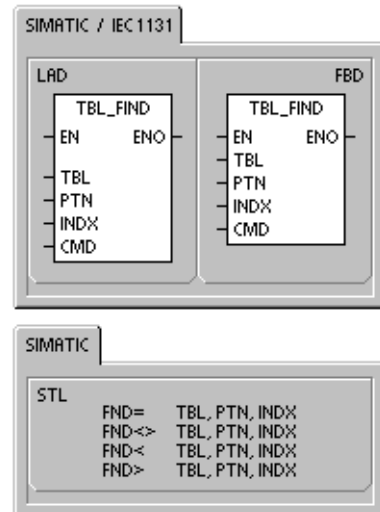 SIMATIC / IEC1131
LAD
FBD
TBL_FIND
EN ENO
TBL
PTN
INDX
CMD
TBL_FIND
EN ENO
TBL
PTN
INDX
CMD
SIMATIC
STL
FND= TBL, PTN, INDX
FND<> TBL, PTN, INDX
FND< TBL, PTN, INDX
FND> TBL, PTN, INDX